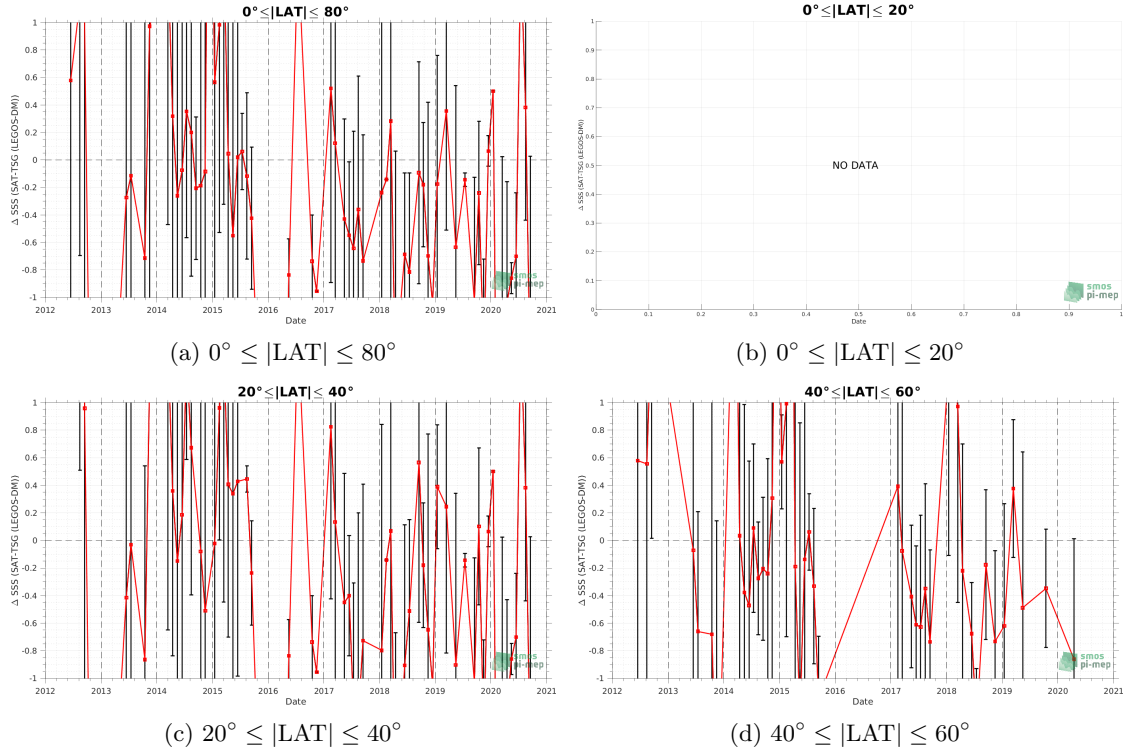 0°≤|LAT|≤ 80°
Δ SSS (SAT-TSG (LEGOS-DM))
1
0.8
0.6
0.4
0.2
0
-0.2
-0.4
-0.6
-0.8
-1
2012 2013 2014 2015 2016 2017 2018 2019 2020 2021
Date
smos
pi-mep
(a) 0° ≤ |LAT| ≤ 80°
0°≤|LAT|≤ 20°
Δ SSS (SAT-TSG (LEGOS-DM))
1
0.9
0.8
0.7
0.6
0.5
0.4
0.3
0.2
0.1
0
NO DATA
0 0.1 0.2 0.3 0.4 0.5 0.6 0.7 0.8 0.9 1
Date
smos
pi-mep
(b) 0° ≤ |LAT| ≤ 20°
20°≤|LAT|≤ 40°
Δ SSS (SAT-TSG (LEGOS-DM))
1
0.8
0.6
0.4
0.2
0
-0.2
-0.4
-0.6
-0.8
-1
2012 2013 2014 2015 2016 2017 2018 2019 2020 2021
Date
smos
pi-mep
(c) 20° ≤ |LAT| ≤ 40°
40°≤|LAT|≤ 60°
Δ SSS (SAT-TSG (LEGOS-DM))
1
0.8
0.6
0.4
0.2
0
-0.2
-0.4
-0.6
-0.8
-1
2012 2013 2014 2015 2016 2017 2018 2019 2020 2021
Date
smos
pi-mep
(d) 40° ≤ |LAT| ≤ 60°